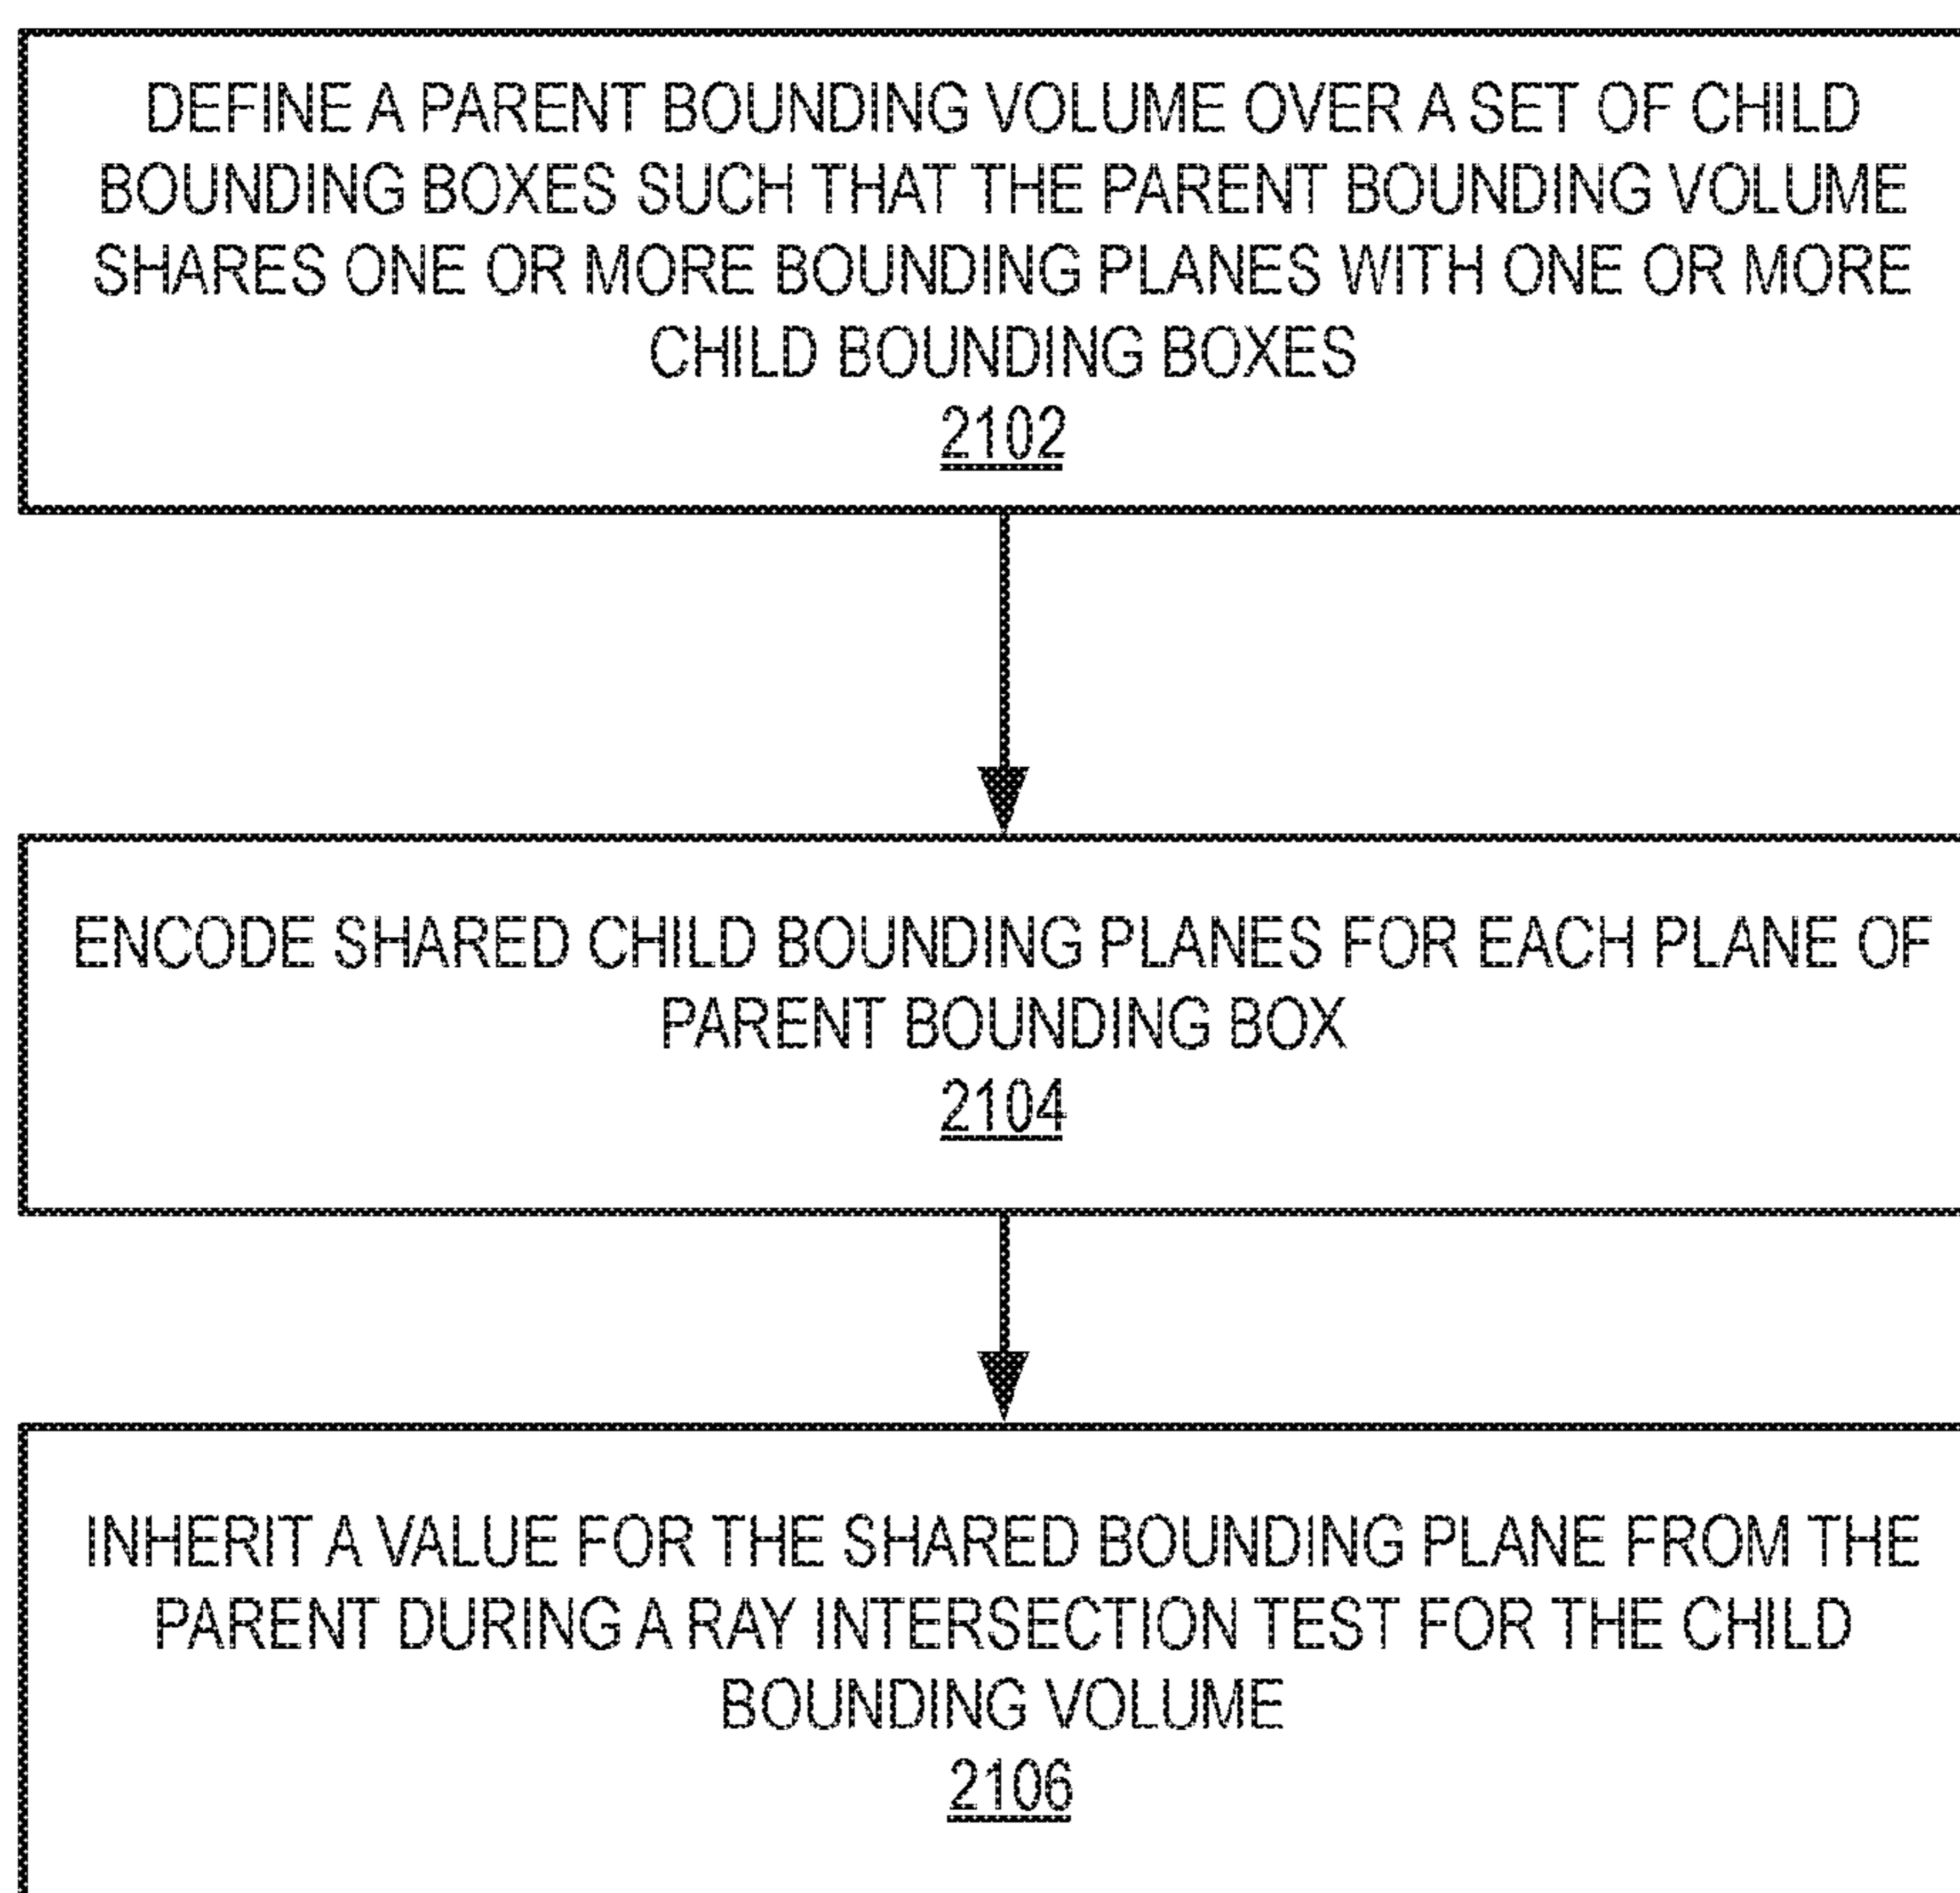 DEFINE A PARENT BOUNDING VOLUME OVER A SET OF CHILD
BOUNDING BOXES SUCH THAT THE PARENT BOUNDING VOLUME
SHARES ONE OR MORE BOUNDING PLANES WITH ONE OR MORE
CHILD BOUNDING BOXES
2102
ENCODE SHARED CHILD BOUNDING PLANES FOR EACH PLANE OF
PARENT BOUNDING BOX
2104
INHERIT A VALUE FOR THE SHARED BOUNDING PLANE FROM THE
PARENT DURING A RAY INTERSECTION TEST FOR THE CHILD
BOUNDING VOLUME
2106